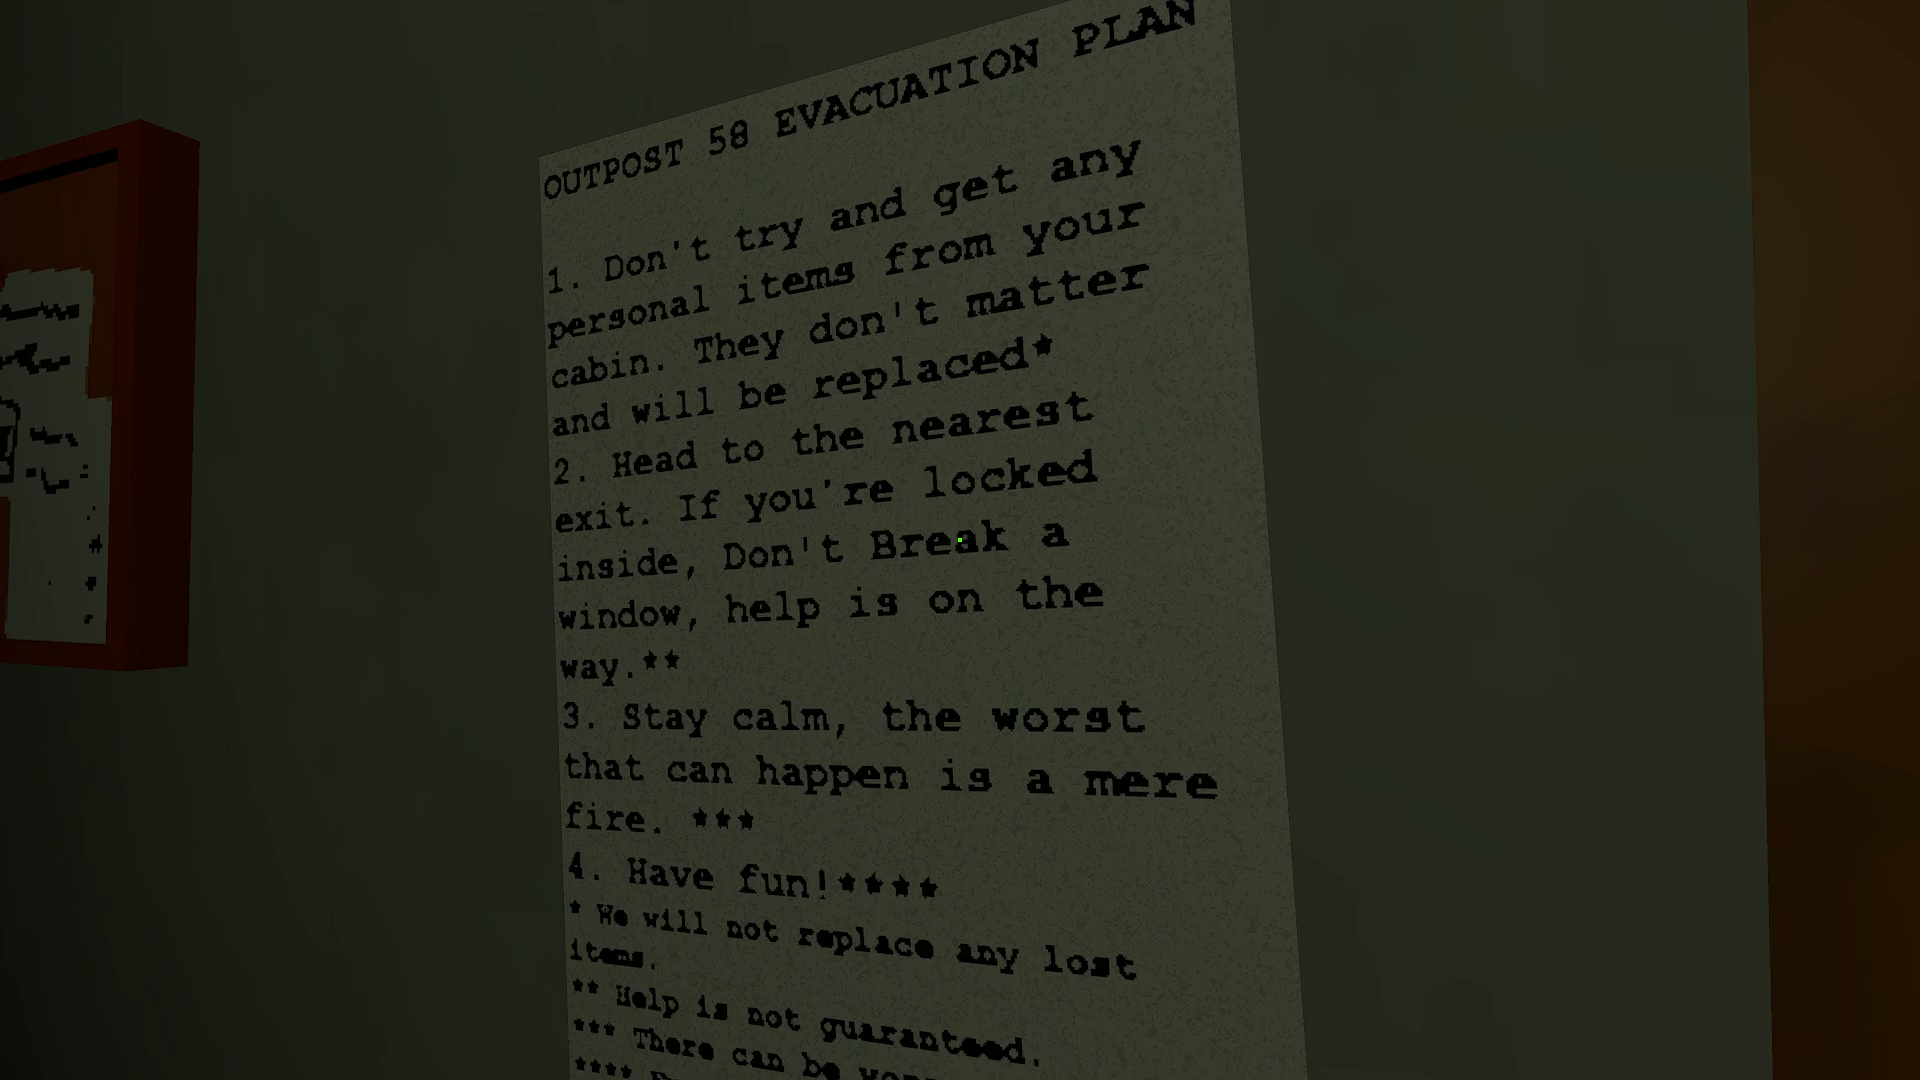 OUTPOST 58 EVACUATION PLAN
1. Don't try and get any
personal items from your
cabin. They don't matter
and will be replaced*
2. Head to the nearest
exit. If you're locked
inside, Don't Break a
window, help is on the
way.**
3. Stay calm, the worst
that can happen is a mere
fire. ***
4. Have fun!****
* We will not replace any lost
items.
** Help is not guaranteed.
*** There can be
****